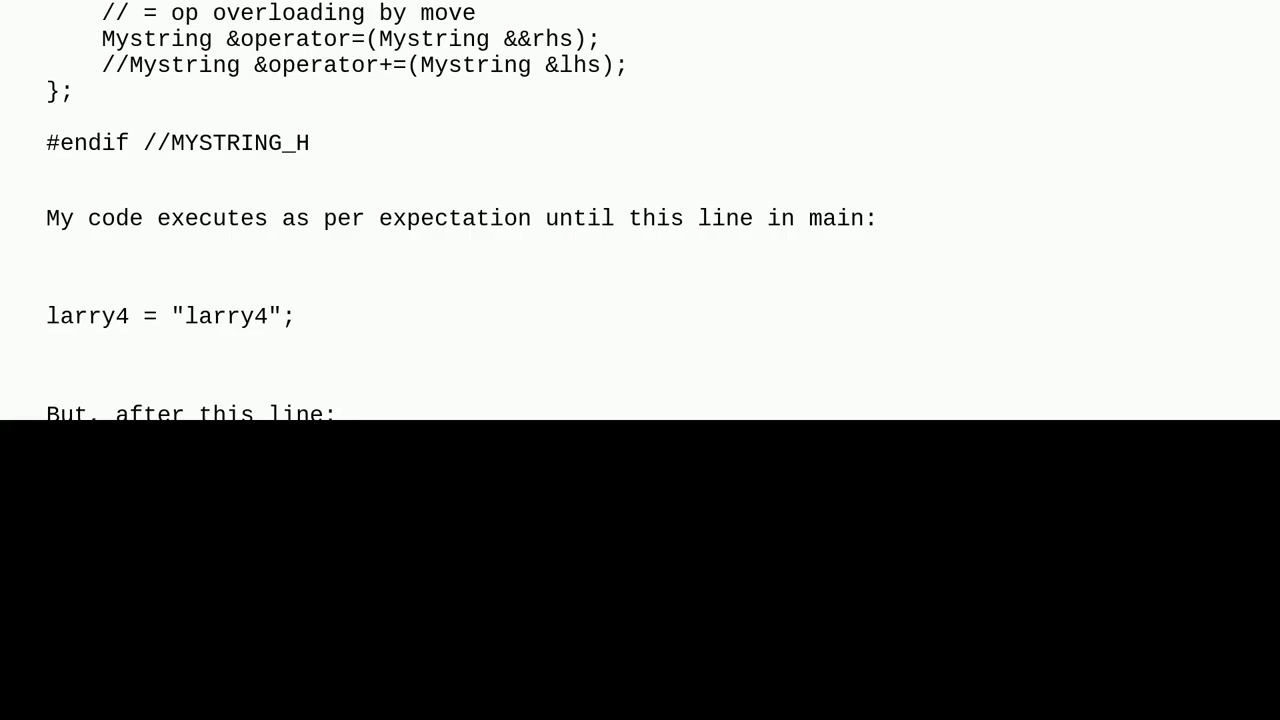 // = op overloading by move
Mystring &operator=(Mystring &&rhs);
//Mystring &operator+=(Mystring &lhs);
};
#endif //MYSTRING_H
My code executes as per expectation until this line in main:
larry4 = "larry4";
But, after this line: